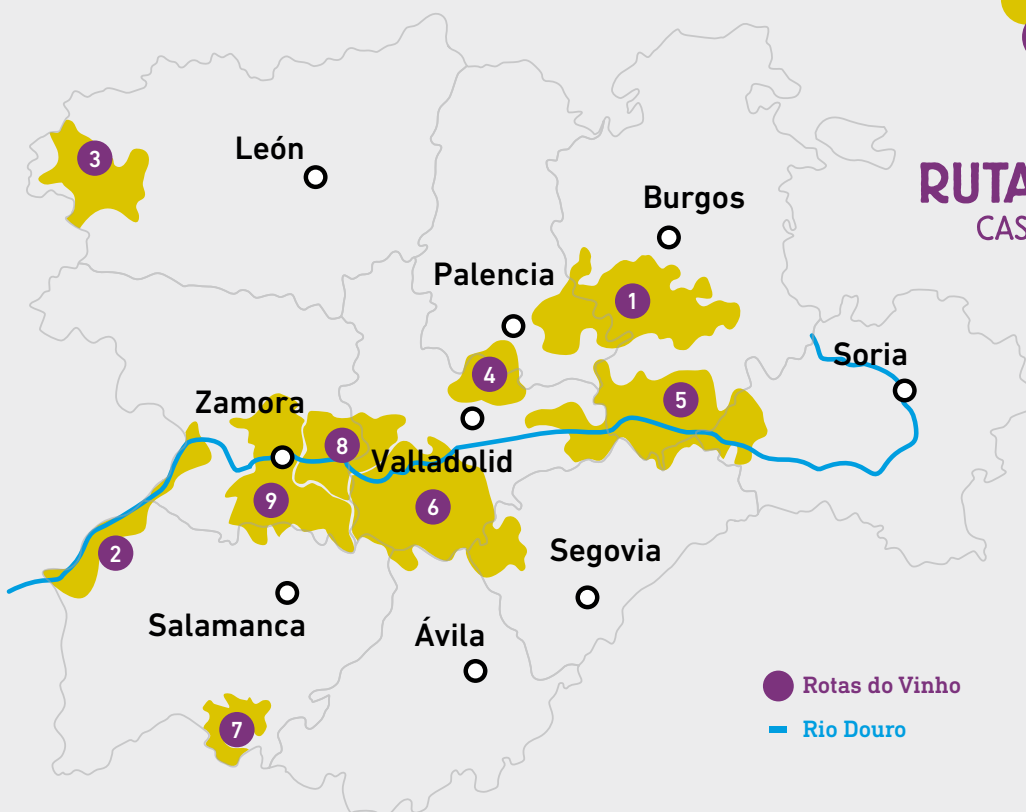 3
León
Burgos
RUTA
CAS
Palencia
1
Soria
4
5
Zamora
8
Valladolid
9
6
2
Segovia
Salamanca
Ávila
7
Rotas do Vinho
Rio Douro